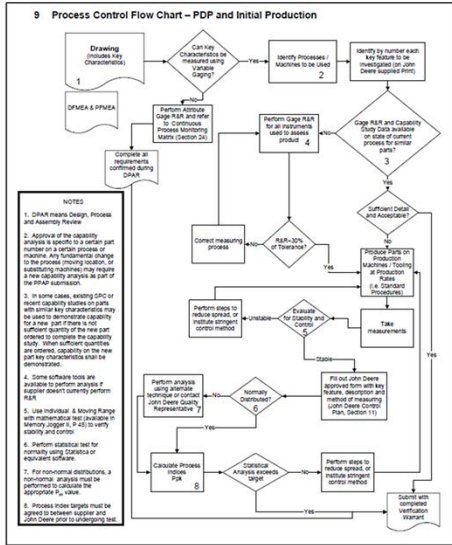 9 Process Control Flow Chart – PDP and Initial Production
Drawing
(Includes Key
Characteristics)
1
Can Key
Characteristics be
measured using
Variable
Gaging?
Yes
Identify Processes /
Machines to be Used
2
Identify by number each
key feature to be
investigated (on John
Deere supplied Print)
DFMEA & PFMEA
No
Perform Attribute
Gage R&R and refer
to Continuous
Process Monitoring
Matrix (Section 24)
Complete all
requirements
confirmed during
DPAR
Perform Gage R&R
for all instruments
used to assess
product
4
No
Gage R&R and Capability
Study Data available
on state of current
process for similar
parts?
3
Yes
Sufficient Detail
and Acceptable?
No
Yes
Correct measuring
process
No
R&R<30%
of Tolerance?
Yes
Produce Parts on
Production
Machines / Tooling
at Production
Rates
(i.e. Standard
Procedures)
Take
measurements
Perform steps to
reduce spread, or
institute stringent
control method
Unstable
Evaluate
for Stability and
Control
5
Stable
Fill out John Deere
approved form with key
feature, description and
method of measuring
(John Deere Control
Plan, Section 11)
Perform analysis
using alternate
technique or contact
John Deere Quality
Representative
7
No
Normally
Distributed?
6
Yes
Calculate Process
Indices
Ppk
8
Statistical
Analysis exceeds
target
No
Perform steps to
reduce spread, or
institute stringent
control method
Yes
Yes
Submit with
completed
Verification
Warrant
NOTES
1. DPAR means Design, Process
and Assembly Review
2. Approval of the capability
analysis is specific to a certain part
number on a certain process or
machine. Any fundamental change
to the process (moving location, or
substituting machines) may require
a new capability analysis as part of
the PPAP submission.
3. In some cases, existing SPC or
recent capability studies on parts
with similar key characteristics may
be used to demonstrate capability
for a new part if there is not
sufficient quantity of the new part
ordered to complete the capability
study. When sufficient quantities
are ordered, capability on the new
part key characteristics shall be
demonstrated.
4. Some software tools are
available to perform analysis if
supplier doesn't currently perform
R&R
5. Use Individual & Moving Range
with mathematical test (available in
Memory Jogger II, P 45) to verify
stability and control
6. Perform statistical test for
normality using Statistica or
equivalent software.
7. For non-normal distributions, a
non-normal analysis must be
performed to calculate the
appropriate Ppk value.
8. Process Index targets must be
agreed to between supplier and
John Deere prior to undergoing test.